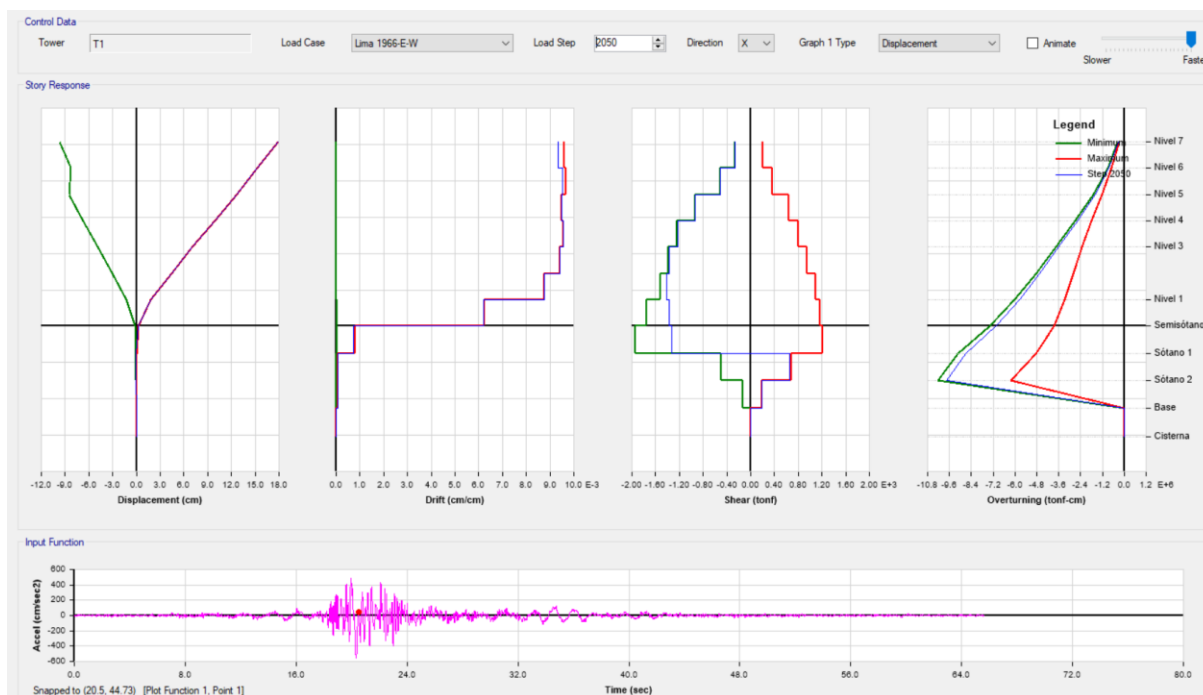 Control Data
Tower T1 Load Case Lima 1966-E-W Load Step 2050 Direction X Graph 1 Type Displacement Animate
Slower Faste
Story Response
Legend
Minimum
Maximum
Step 2050
Nivel 7
Nivel 6
Nivel 5
Nivel 4
Nivel 3
Nivel 1
Semisótano
Sótano 1
Sótano 2
Base
Cisterna
-12.0 -9.0 -6.0 -3.0 0.0 3.0 6.0 9.0 12.0 15.0 18.0
Displacement (cm)
0.0 1.0 2.0 3.0 4.0 5.0 6.0 7.0 8.0 9.0 10.0 E-3
Drift (cm/cm)
-2.00 -1.60 -1.20 -0.80 -0.40 0.00 0.40 0.80 1.20 1.60 2.00 E+3
Shear (tonf)
-10.8 -9.6 -8.4 -7.2 -6.0 -4.8 -3.6 -2.4 -1.2 0.0 1.2 E+6
Overturning (tonf-cm)
Input Function
Accel (cm/sec2)
600
400
200
0
-200
-400
-600
0.0 8.0 16.0 24.0 32.0 40.0 48.0 56.0 64.0 72.0 80.0
Time (sec)
Snapped to (20.5, 44.73) [Plot Function 1, Point 1]